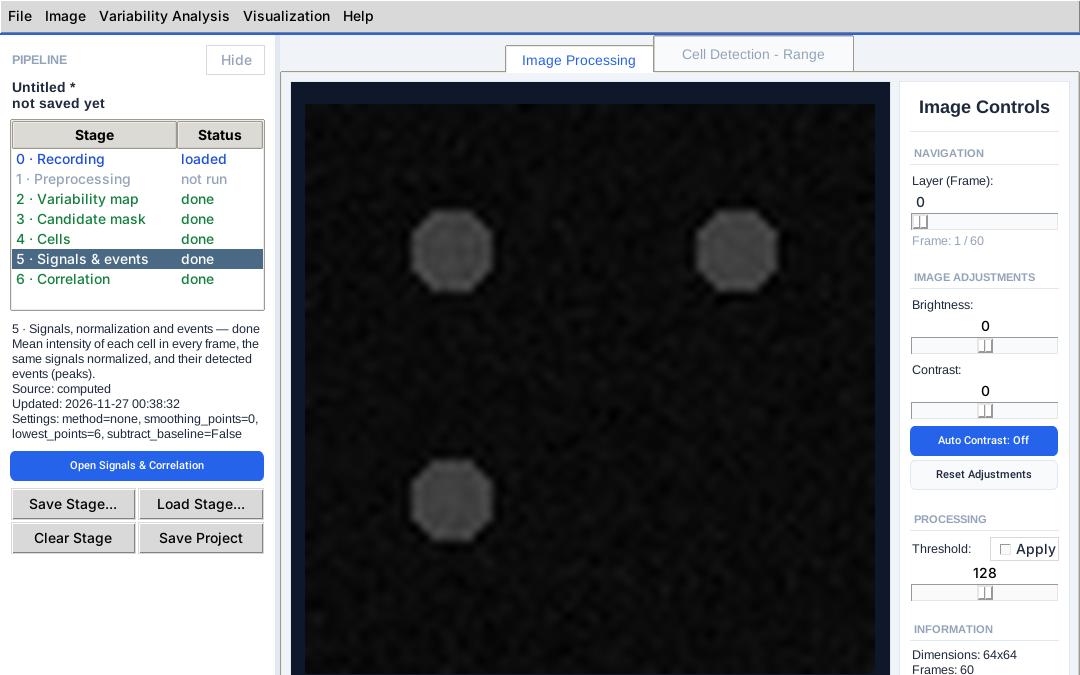 File Image Variability Analysis Visualization Help
PIPELINE
Hide
Untitled *
not saved yet
Stage Status
0 · Recording loaded
1 · Preprocessing not run
2 · Variability map done
3 · Candidate mask done
4 · Cells done
5 · Signals & events done
6 · Correlation done
5 · Signals, normalization and events — done
Mean intensity of each cell in every frame, the
same signals normalized, and their detected
events (peaks).
Source: computed
Updated: 2026-11-27 00:38:32
Settings: method=none, smoothing_points=0,
lowest_points=6, subtract_baseline=False
Open Signals & Correlation
Save Stage... Load Stage...
Clear Stage Save Project
Image Processing Cell Detection - Range
Image Controls
NAVIGATION
Layer (Frame):
0
Frame: 1 / 60
IMAGE ADJUSTMENTS
Brightness:
0
Contrast:
0
Auto Contrast: Off
Reset Adjustments
PROCESSING
Threshold: Apply
128
INFORMATION
Dimensions: 64x64
Frames: 60